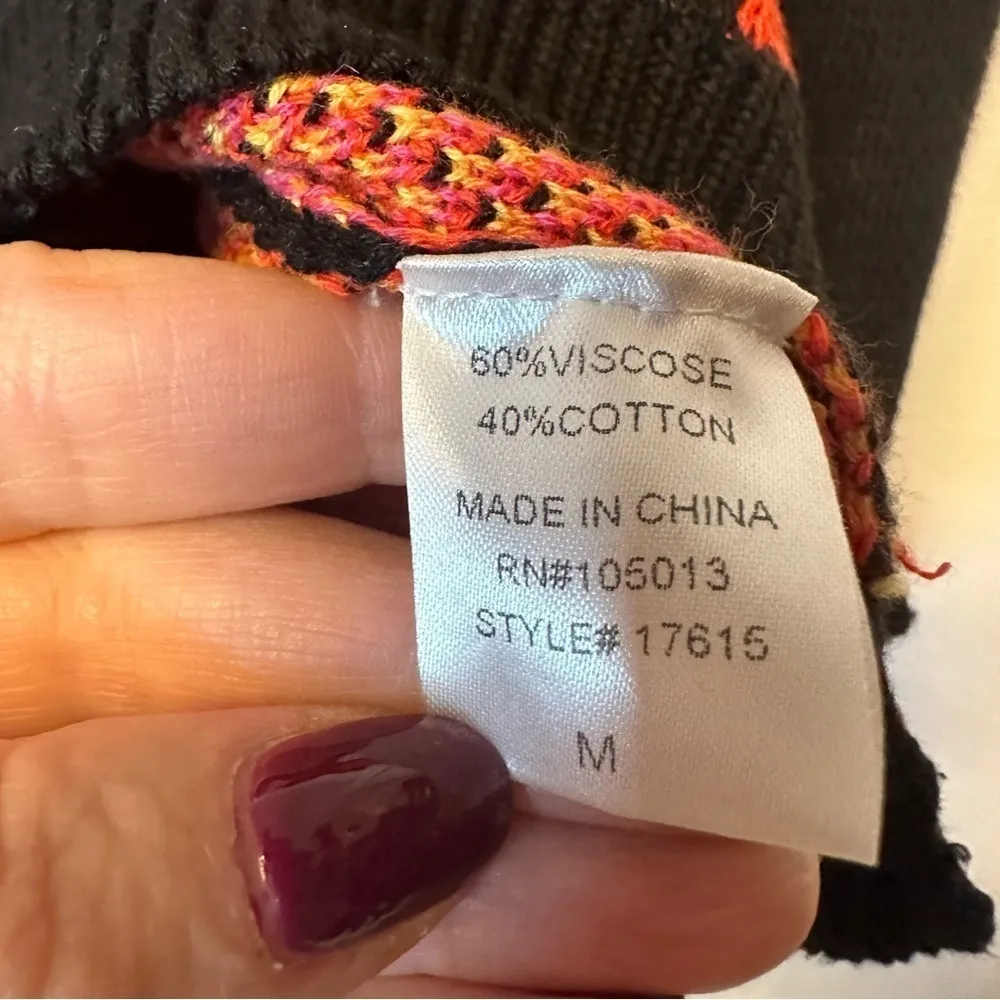 60%VISCOSE
40%COTTON
MADE IN CHINA
RN#105013
STYLE# 17615
M